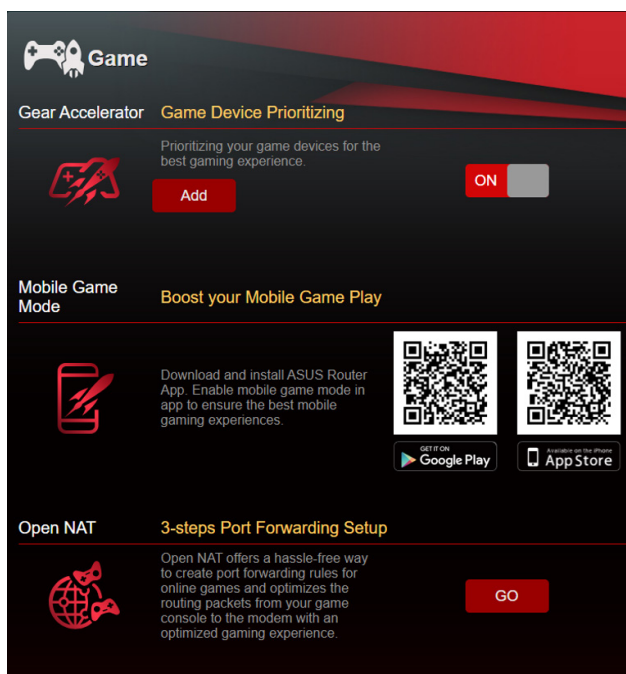 Game
Gear Accelerator
Game Device Prioritizing
Prioritizing your game devices for the
best gaming experience.
Add
ON
Mobile Game
Mode
Boost your Mobile Game Play
Download and install ASUS Router
App. Enable mobile game mode in
app to ensure the best mobile
gaming experiences.
GET IT ON
Google Play
Available on the iPhone
App Store
Open NAT
3-steps Port Forwarding Setup
Open NAT offers a hassle-free way
to create port forwarding rules for
online games and optimizes the
routing packets from your game
console to the modem with an
optimized gaming experience.
GO